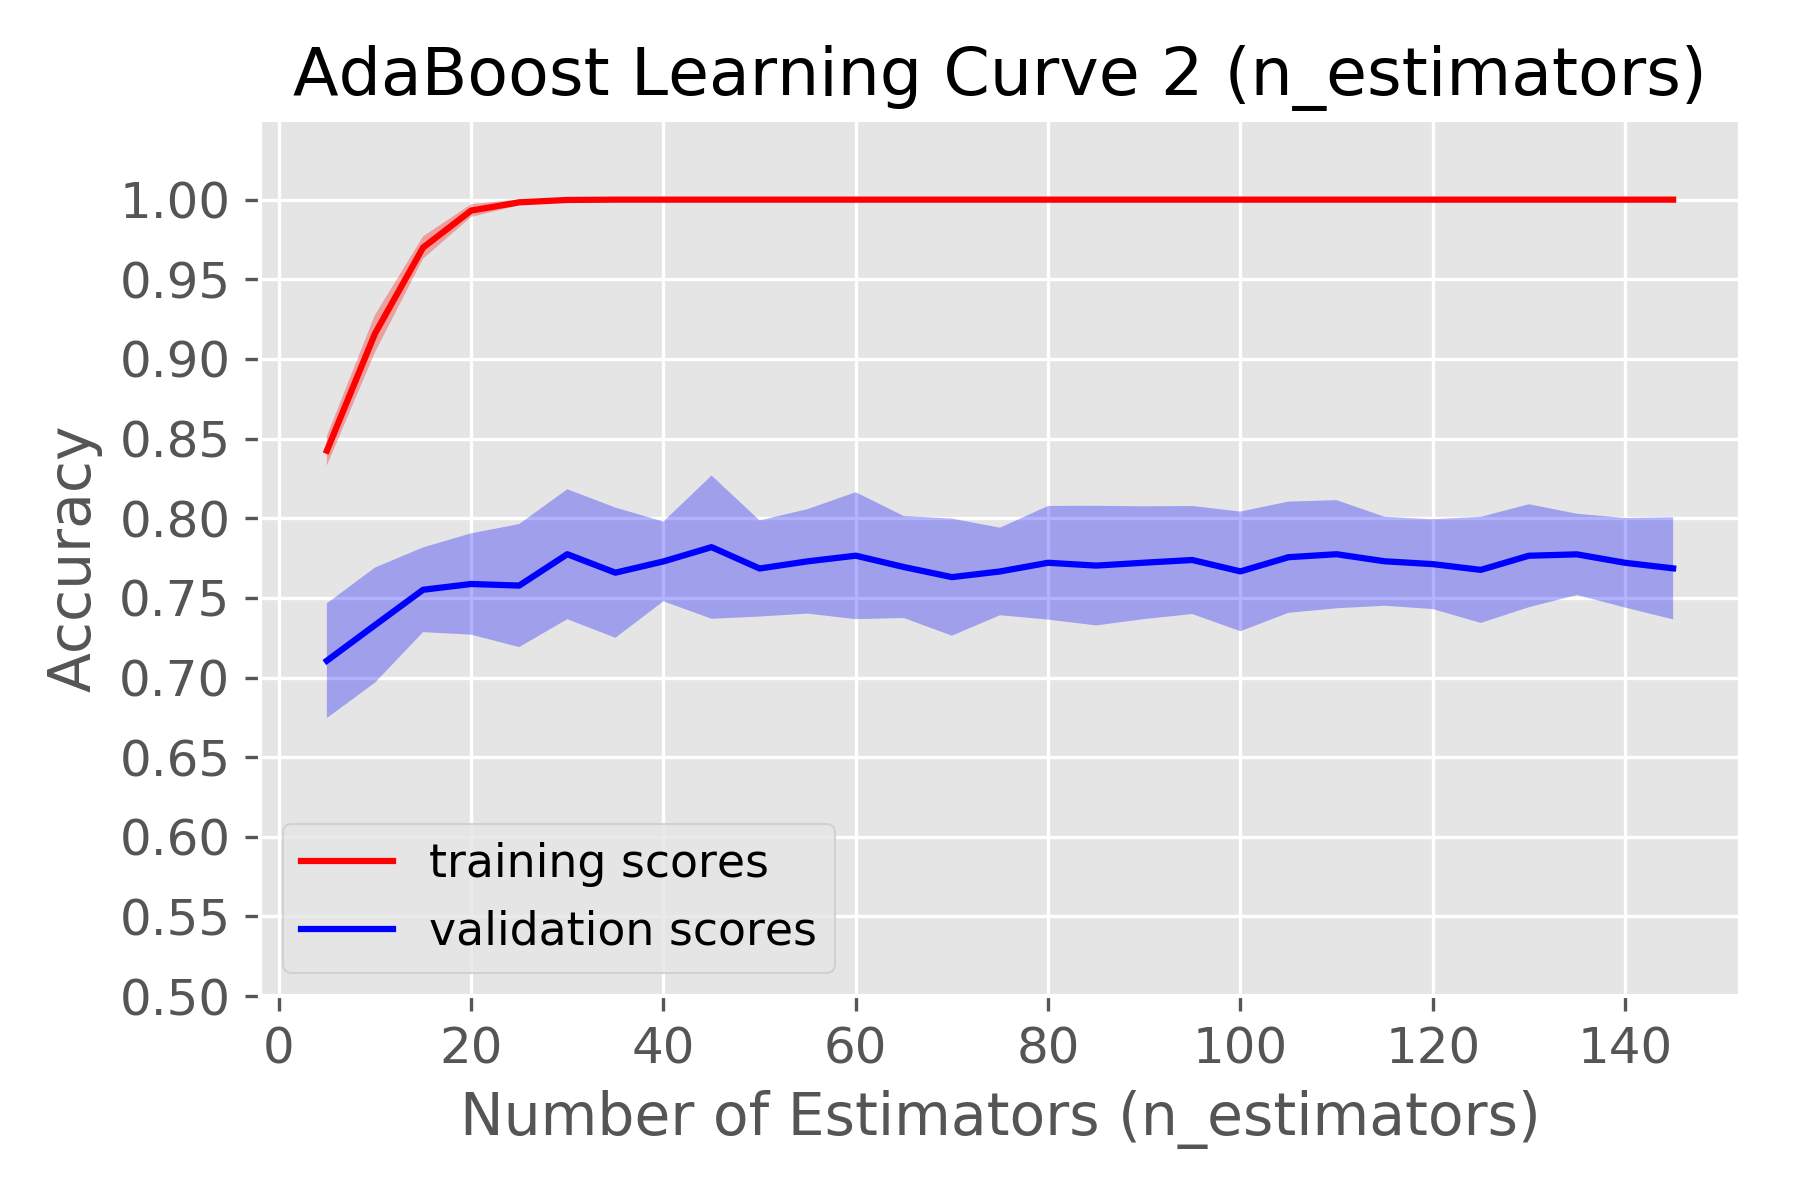 AdaBoost Learning Curve 2 (n_estimators)
1.00
0.95
0.90
0.85
0.80
0.75
0.70
0.65
0.60
0.55
0.50
Accuracy
training scores
validation scores
0 20 40 60 80 100 120 140
Number of Estimators (n_estimators)